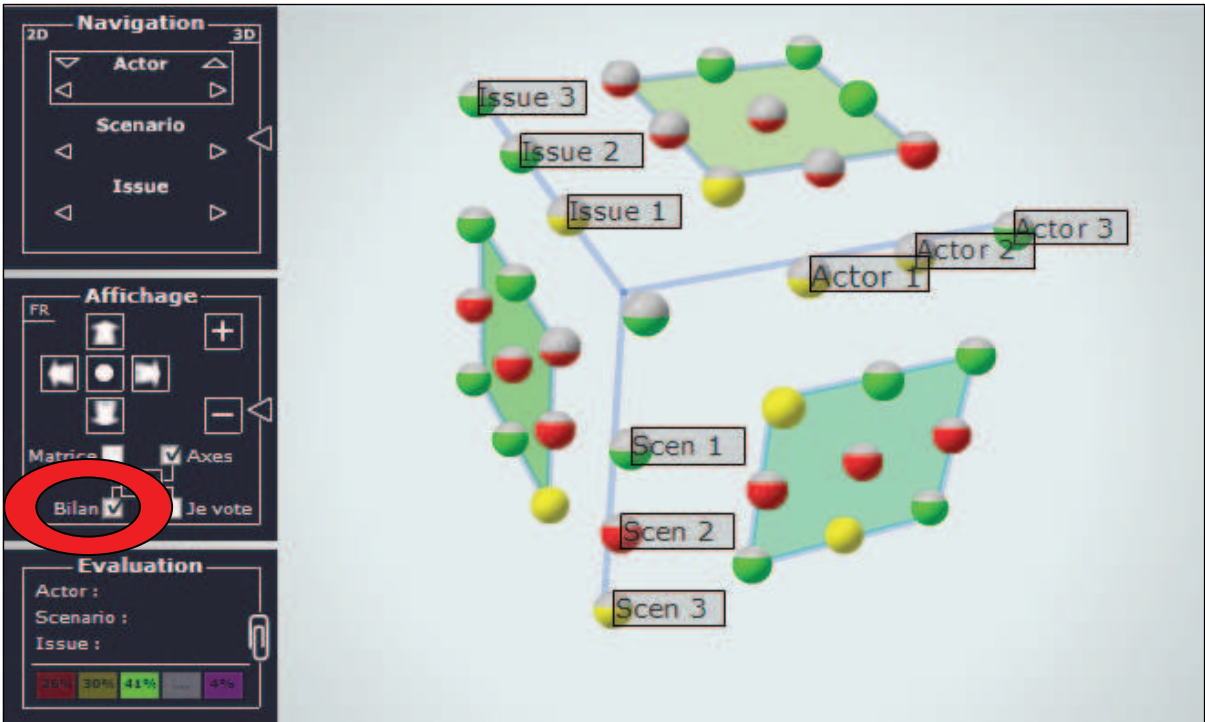 Navigation
2D
3D
Actor
Scenario
Issue
Affichage
FR
Matrice
Axes
Bilan
Je vote
Evaluation
Actor :
Scenario :
Issue :
26% 30% 41% ... 4%
Issue 3
Issue 2
Issue 1
Actor 3
Actor 2
Actor 1
Scen 1
Scen 2
Scen 3